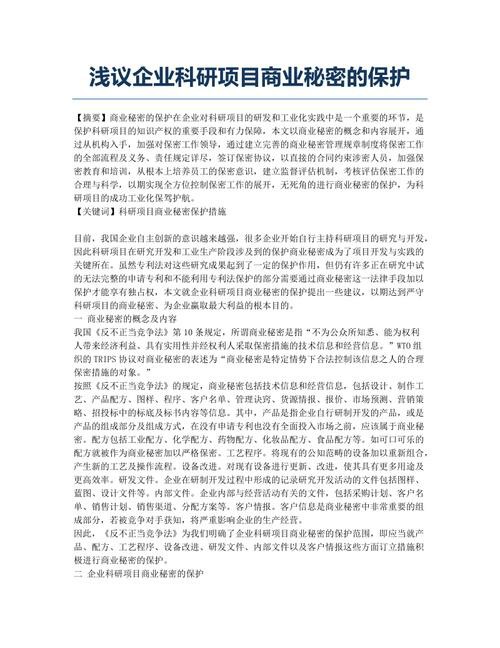 浅议企业科研项目商业秘密的保护
【摘要】商业秘密的保护在企业对科研项目的研发和工业化实践中是一个重要的环节，是
保护科研项目的知识产权的重要手段和有力保障，本文以商业秘密的概念和内容展开，通
过从机构入手，加强对保密工作领导，通过建立完善的商业秘密管理规章制度将保密工作
的全部流程及义务、责任规定详尽，签订保密协议，以直接的合同约束涉密人员，加强保
密教育和培训，从根本上培养员工的保密意识，建立监督评估机制，考核评估保密工作的
合理与科学，以期实现全方位控制保密工作的展开，无死角的进行商业秘密的保护，为科
研项目的成功工业化保驾护航。
【关键词】科研项目商业秘密保护措施
目前，我国企业自主创新的意识越来越强，很多企业开始自行主持科研项目的研究与开发，
因此科研项目在研究开发和工业生产阶段涉及到的保护商业秘密成为了项目开发与实践的
关键所在。虽然专利法对这些研究成果起到了一定的保护作用，但仍有许多正在研究中试
的无法完整的申请专利和不能利用专利法保护的部分需要通过商业秘密这一法律手段加以
保护才能享有独占权，本文就企业科研项目商业秘密的保护提出一些建议，以期达到严守
科研项目的商业秘密、为企业赢取最大利益的根本目的。
一 商业秘密的概念及内容
我国《反不正当竞争法》第 10 条规定，所谓商业秘密是指“不为公众所知悉、能为权利
人带来经济利益、具有实用性并经权利人采取保密措施的技术信息和经营信息。”WTO组
织的 TRIPS 协议对商业秘密的表述为“商业秘密是特定情势下合法控制该信息之人的合理
保密措施的对象。”
按照《反不正当竞争法》的规定，商业秘密包括技术信息和经营信息，包括设计、制作工
艺、产品配方、图样、程序、客户名单、管理诀窍、货源情报、报价、市场预测、营销策
略、招投标中的标底及标书内容等信息。其中，产品是指企业自行研制开发的产品，或是
产品的组成部分及组成方式，在没有申请专利也没有全面投入市场之前，应该属于商业秘
密。配方包括工业配方、化学配方、药物配方、化妆品配方、食品配方等。如可口可乐的
配方就被作为商业秘密加以严格保密。工艺程序。将现有的公知范畴的设备加以重新组合，
产生新的工艺及操作流程。设备改进。对现有设备进行更新、改进，使其具有更多用途及
更高效率。研发文件。企业在研制开发过程中形成的记录研究开发活动的文件包括图样、
蓝图、设计文件等。内部文件。企业内部与经营活动有关的文件，包括采购计划、客户名
单、销售计划、销售渠道、分配方案等。客户情报。客户信息是商业秘密中非常重要的组
成部分，若被竞争对手获知，将严重影响企业的生产经营。
因此，《反不正当竞争法》为我们明确了企业科研项目商业秘密的保护范围，即应当就产
品、配方、工艺程序、设备改进、研发文件、内部文件以及客户情报这些方面订立措施积
极进行商业秘密的保护。
二 企业科研项目商业秘密的保护